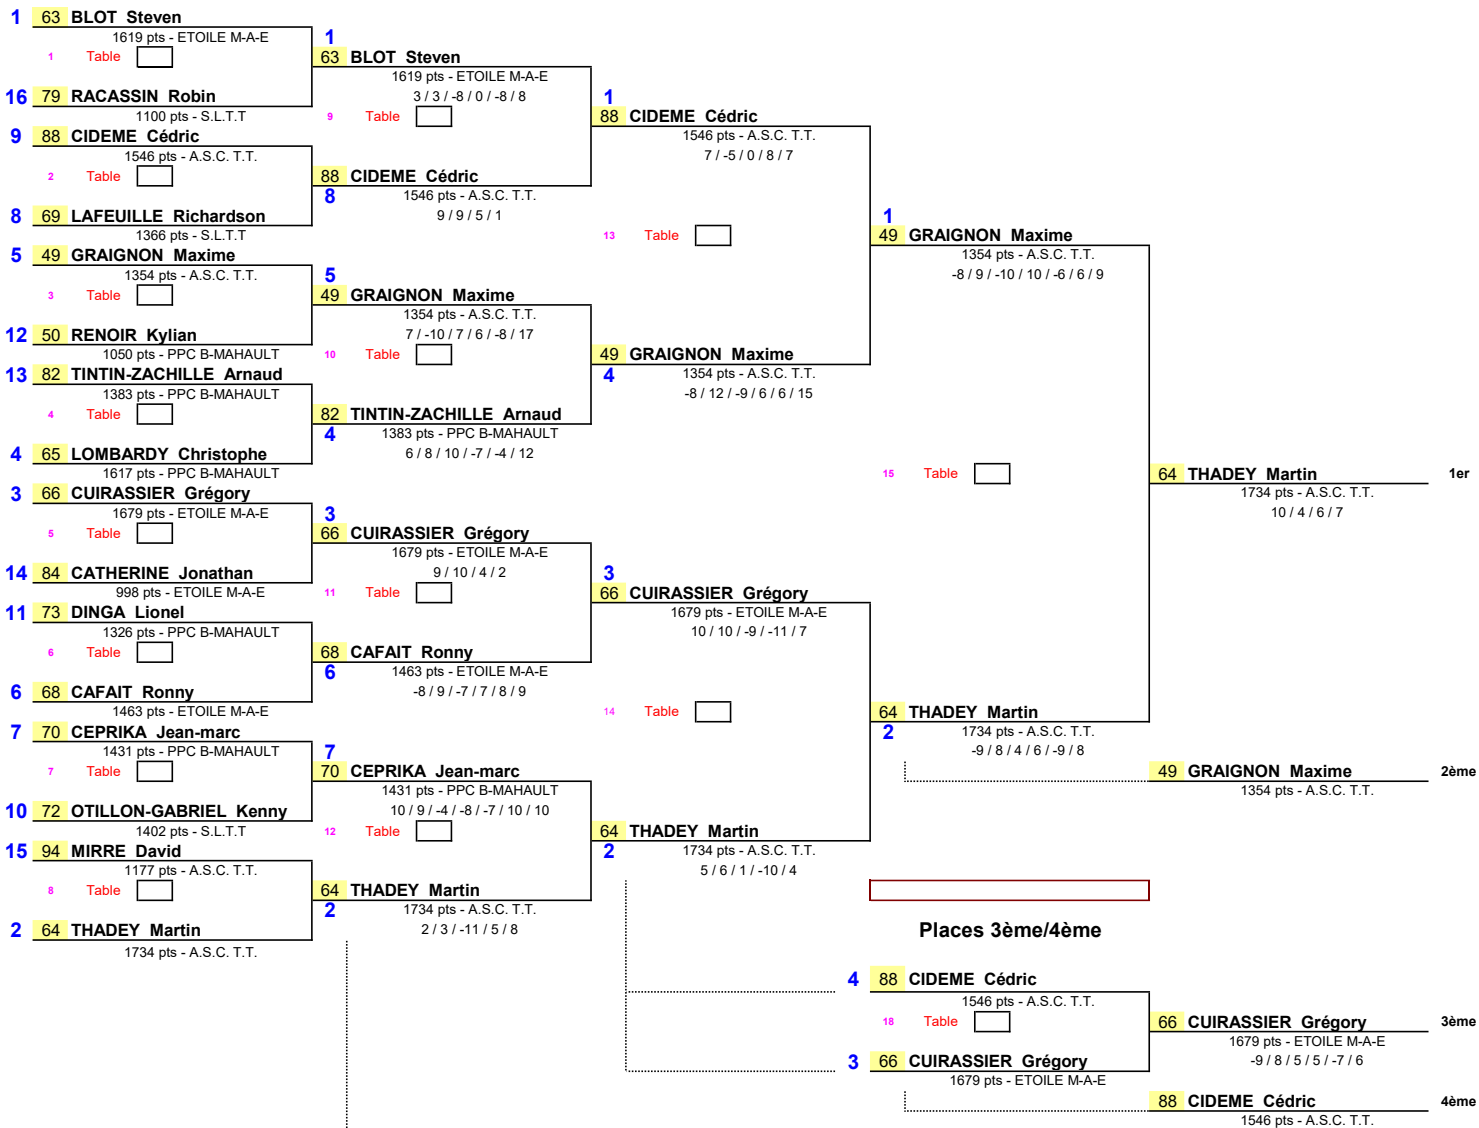 1 63 BLOT Steven
1619 pts - ETOILE M-A-E
1 Table
16 79 RACASSIN Robin
1100 pts - S.L.T.T
9 88 CIDEME Cédric
1546 pts - A.S.C. T.T.
2 Table
8 69 LAFEUILLE Richardson
1366 pts - S.L.T.T
5 49 GRAIGNON Maxime
1354 pts - A.S.C. T.T.
3 Table
12 50 RENOIR Kylian
1050 pts - PPC B-MAHAULT
13 82 TINTIN-ZACHILLE Arnaud
1383 pts - PPC B-MAHAULT
4 Table
4 65 LOMBARDY Christophe
1617 pts - PPC B-MAHAULT
3 66 CUIRASSIER Grégory
1679 pts - ETOILE M-A-E
5 Table
14 84 CATHERINE Jonathan
998 pts - ETOILE M-A-E
11 73 DINGA Lionel
1326 pts - PPC B-MAHAULT
6 Table
6 68 CAFAIT Ronny
1463 pts - ETOILE M-A-E
7 70 CEPRIKA Jean-marc
1431 pts - PPC B-MAHAULT
7 Table
10 72 OTILLON-GABRIEL Kenny
1402 pts - S.L.T.T
15 94 MIRRE David
1177 pts - A.S.C. T.T.
8 Table
2 64 THADEY Martin
1734 pts - A.S.C. T.T.
1
63 BLOT Steven
1619 pts - ETOILE M-A-E
3 / 3 / -8 / 0 / -8 / 8
9 Table
88 CIDEME Cédric
8
1546 pts - A.S.C. T.T.
9 / 9 / 5 / 1
5
49 GRAIGNON Maxime
1354 pts - A.S.C. T.T.
7 / -10 / 7 / 6 / -8 / 17
10 Table
82 TINTIN-ZACHILLE Arnaud
4
1383 pts - PPC B-MAHAULT
6 / 8 / 10 / -7 / -4 / 12
3
66 CUIRASSIER Grégory
1679 pts - ETOILE M-A-E
9 / 10 / 4 / 2
11 Table
68 CAFAIT Ronny
6
1463 pts - ETOILE M-A-E
-8 / 9 / -7 / 7 / 8 / 9
7
70 CEPRIKA Jean-marc
1431 pts - PPC B-MAHAULT
10 / 9 / -4 / -8 / -7 / 10 / 10
12 Table
64 THADEY Martin
2
1734 pts - A.S.C. T.T.
2 / 3 / -11 / 5 / 8
1
88 CIDEME Cédric
1546 pts - A.S.C. T.T.
7 / -5 / 0 / 8 / 7
13 Table
49 GRAIGNON Maxime
4
1354 pts - A.S.C. T.T.
-8 / 12 / -9 / 6 / 6 / 15
3
66 CUIRASSIER Grégory
1679 pts - ETOILE M-A-E
10 / 10 / -9 / -11 / 7
14 Table
64 THADEY Martin
2
1734 pts - A.S.C. T.T.
5 / 6 / 1 / -10 / 4
1
49 GRAIGNON Maxime
1354 pts - A.S.C. T.T.
-8 / 9 / -10 / 10 / -6 / 6 / 9
15 Table
64 THADEY Martin
2
1734 pts - A.S.C. T.T.
-9 / 8 / 4 / 6 / -9 / 8
64 THADEY Martin 1er
1734 pts - A.S.C. T.T.
10 / 4 / 6 / 7
49 GRAIGNON Maxime 2ème
1354 pts - A.S.C. T.T.
Places 3ème/4ème
4 88 CIDEME Cédric
1546 pts - A.S.C. T.T.
18 Table
3 66 CUIRASSIER Grégory
1679 pts - ETOILE M-A-E
66 CUIRASSIER Grégory 3ème
1679 pts - ETOILE M-A-E
-9 / 8 / 5 / 5 / -7 / 6
88 CIDEME Cédric 4ème
1546 pts - A.S.C. T.T.